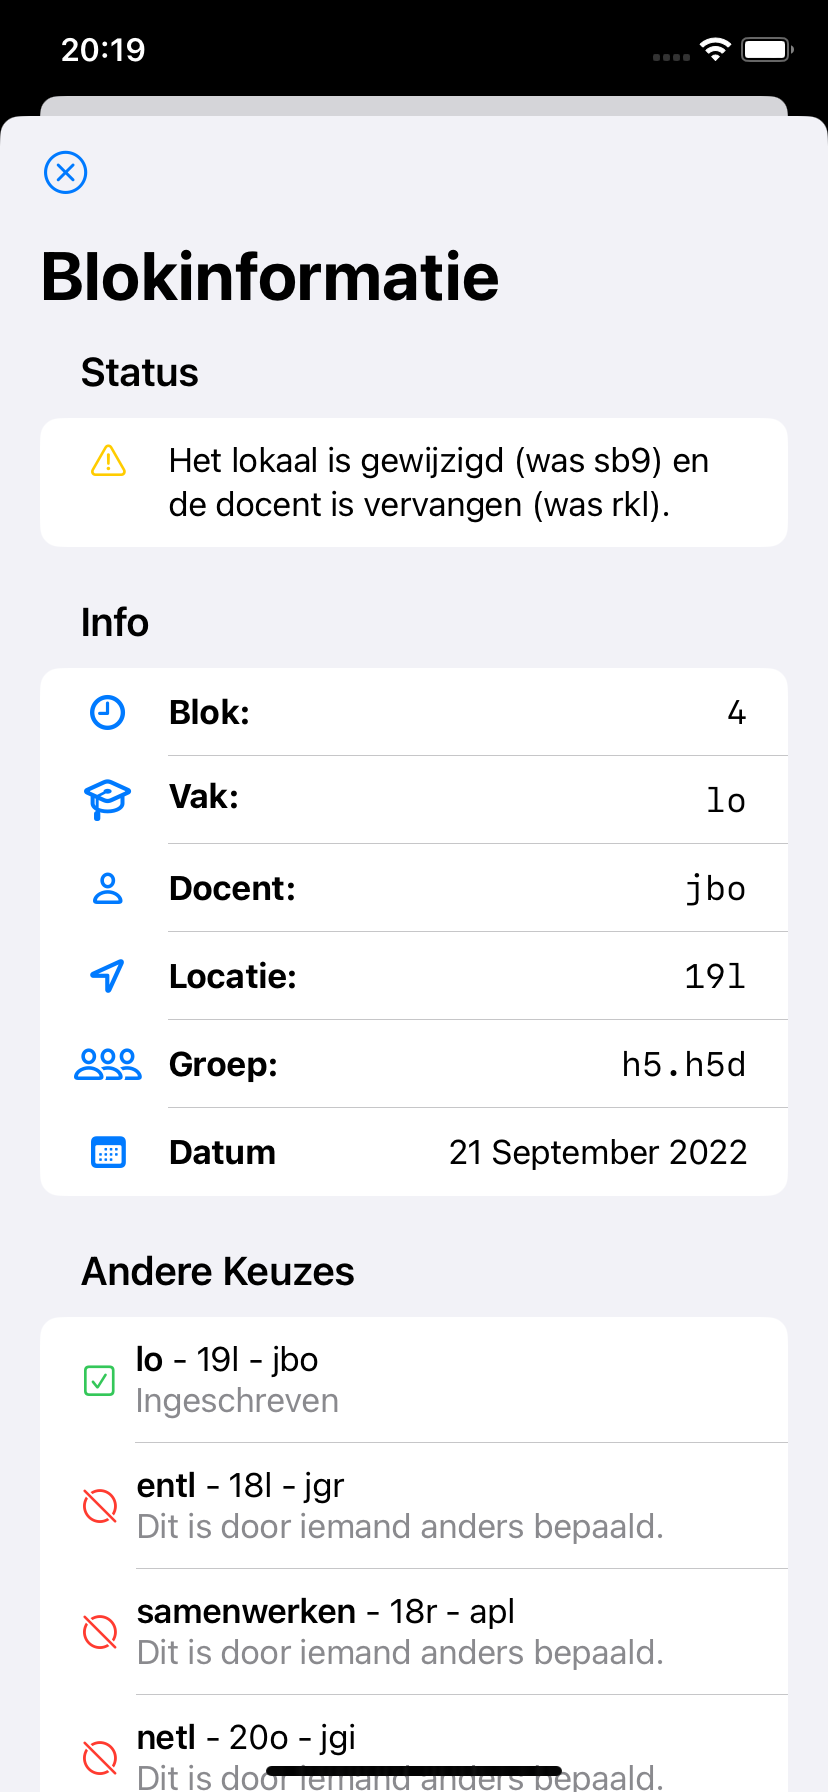 20:19
Blokinformatie
Status
Het lokaal is gewijzigd (was sb9) en
de docent is vervangen (was rkl).
Info
Blok: 4
Vak: lo
Docent: jbo
Locatie: 19l
Groep: h5.h5d
Datum 21 September 2022
Andere Keuzes
lo - 19l - jbo
Ingeschreven
entl - 18l - jgr
Dit is door iemand anders bepaald.
samenwerken - 18r - apl
Dit is door iemand anders bepaald.
netl - 20o - jgi
Dit is door iemand anders bepaald.